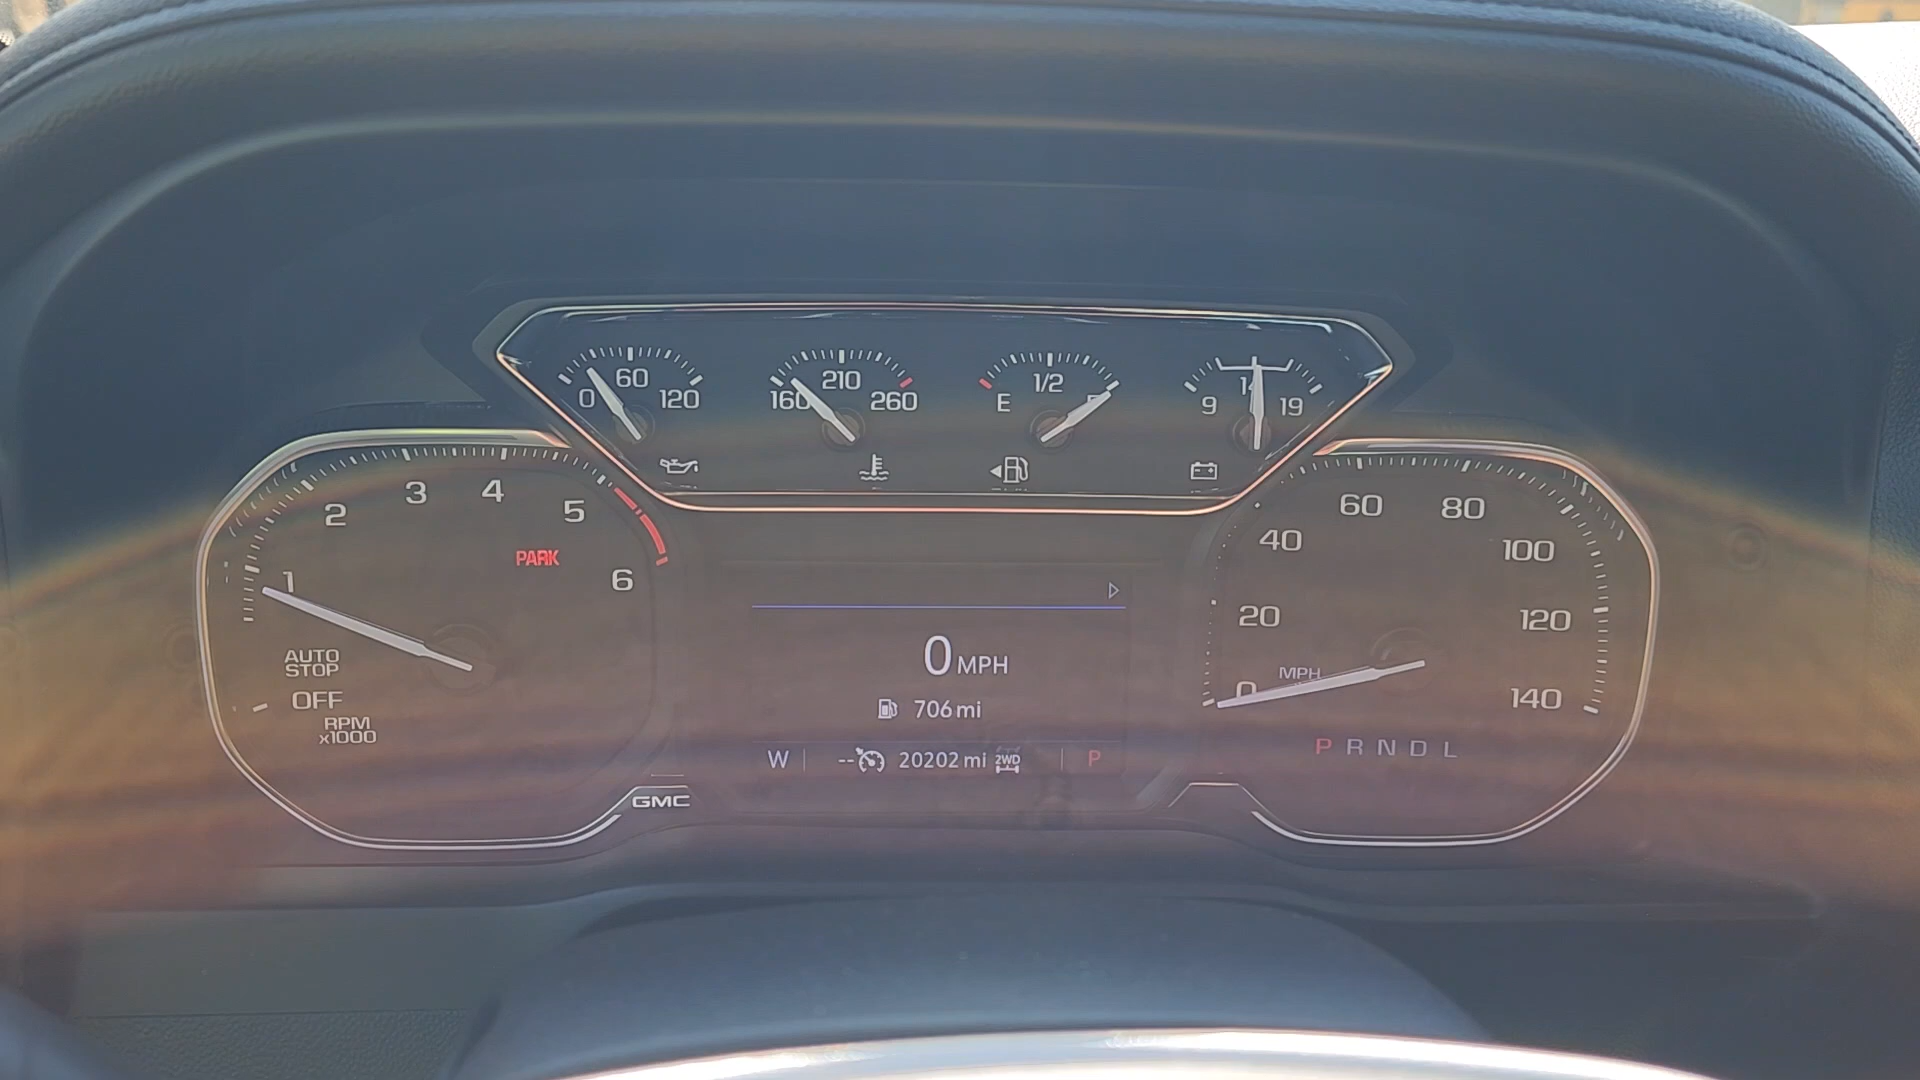 0 60 120
160 210 260
E 1/2
9 19
1 2 3 4 5 6
PARK
AUTO
STOP
OFF
RPM
x1000
GMC
0 MPH
706 mi
W -- 20202 mi 2WD P
0 20 40 60 80 100 120 140
MPH
P R N D L